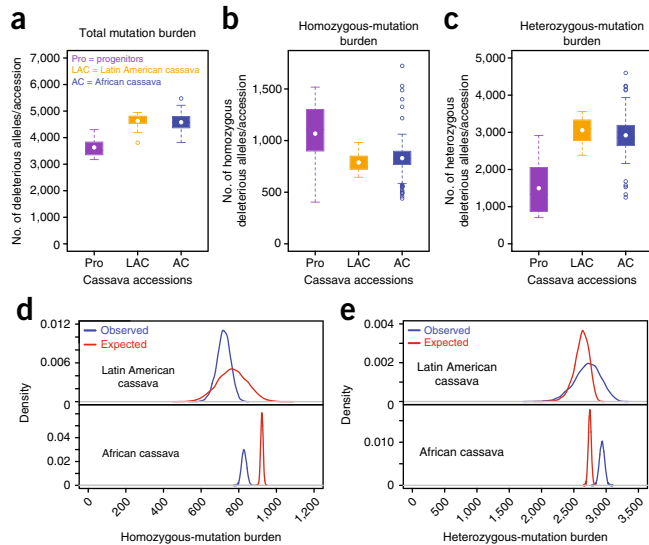 a
Total mutation burden
No. of deleterious alleles/accession
7,000
6,000
5,000
4,000
3,000
2,000
1,000
0
Pro = progenitors
LAC = Latin American cassava
AC = African cassava
Pro LAC AC
Cassava accessions
b
Homozygous-mutation
burden
No. of homozygous
deleterious alleles/accession
1,500
1,000
500
0
Pro LAC AC
Cassava accessions
c
Heterozygous-mutation
burden
No. of heterozygous
deleterious alleles/accession
5,000
4,000
3,000
2,000
1,000
0
Pro LAC AC
Cassava accessions
d
Density
0.012
0.006
0
Observed
Expected
Latin American
cassava
0.04
0.02
0
African cassava
0 200 400 600 800 1,000 1,200
Homozygous-mutation burden
e
Density
0.004
0.002
0
Observed
Expected
Latin American
cassava
0.010
0
African cassava
0 500 1,000 1,500 2,000 2,500 3,000 3,500
Heterozygous-mutation burden